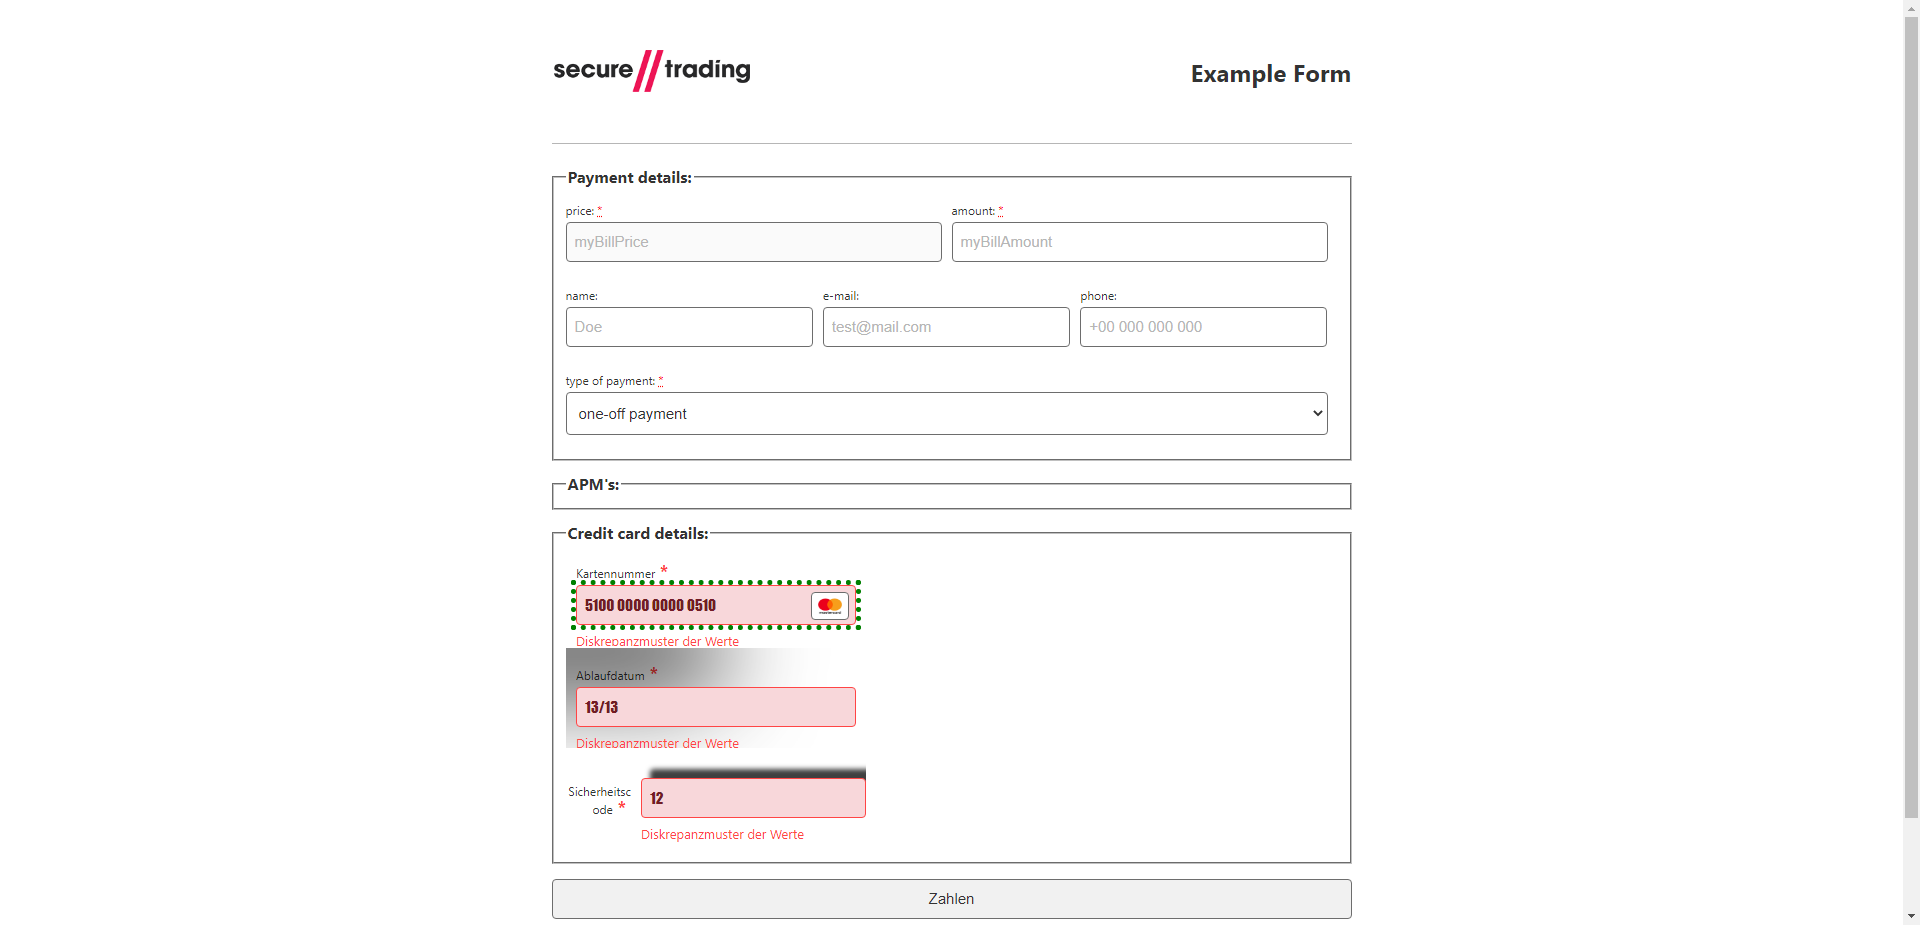 secure//trading
Example Form
Payment details:
price: *
amount: *
myBillPrice
myBillAmount
name:
e-mail:
phone:
Doe
test@mail.com
+00 000 000 000
type of payment: *
one-off payment
APM's:
Credit card details:
Kartennummer *
5100 0000 0000 0510
Diskrepanzmuster der Werte
Ablaufdatum *
13/13
Diskrepanzmuster der Werte
Sicherheitsc
ode *
12
Diskrepanzmuster der Werte
Zahlen